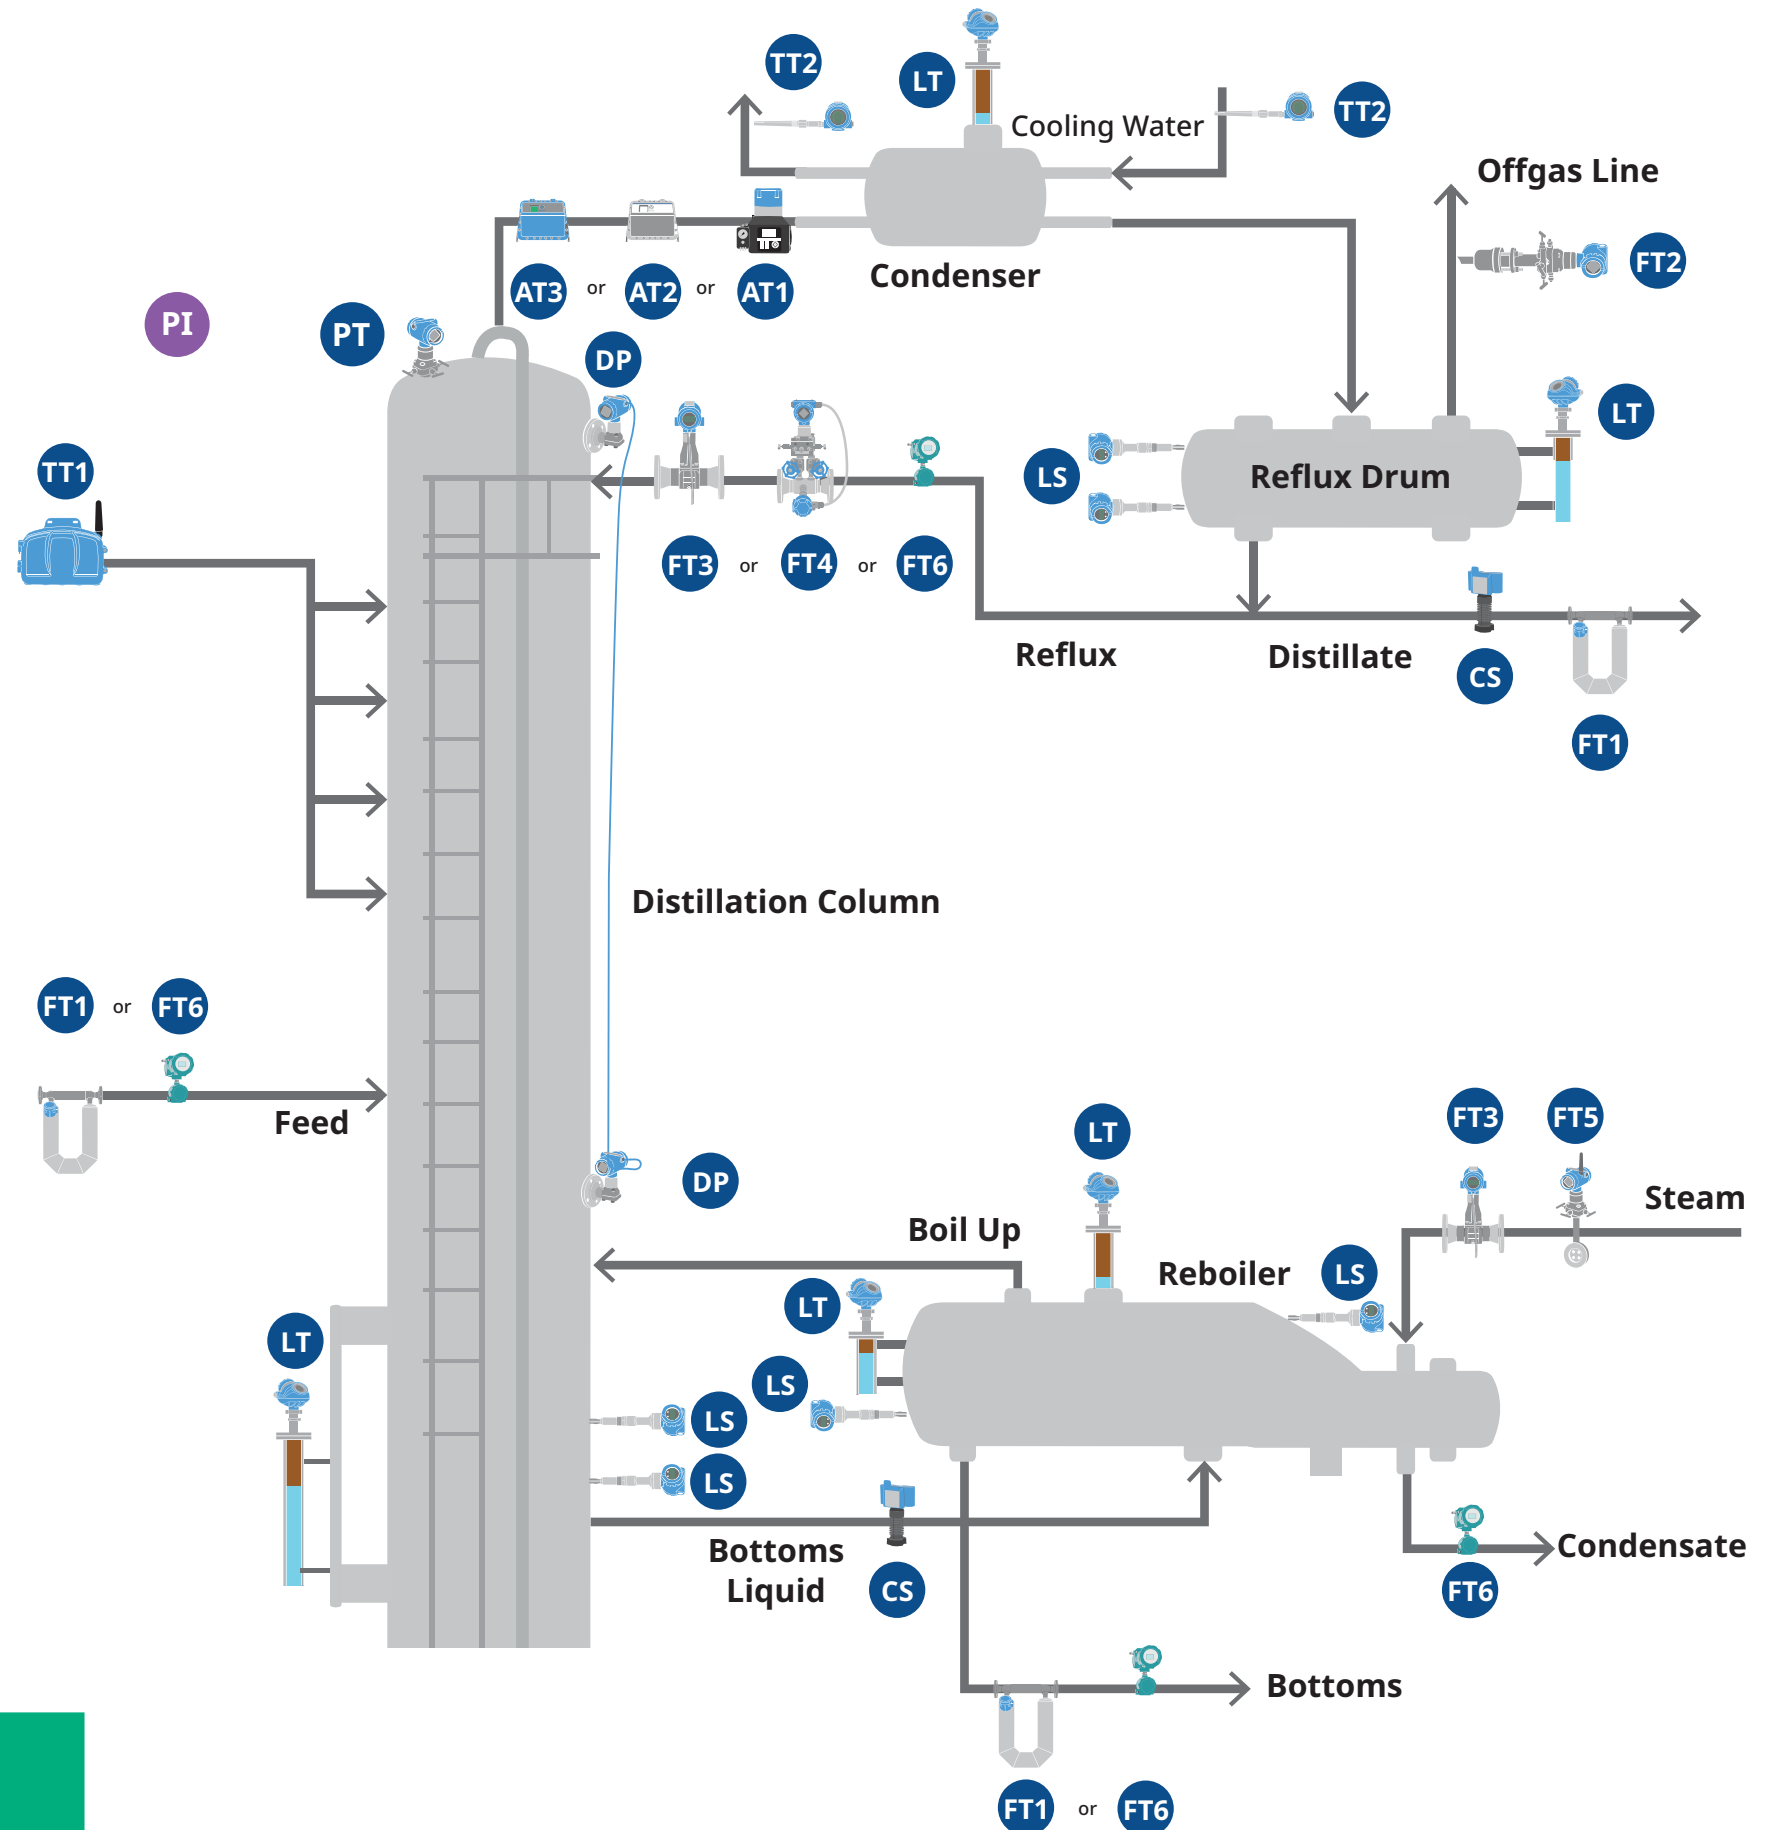 TT2
LT
Cooling Water
TT2
Offgas Line
FT2
AT3 or AT2 or AT1
Condenser
PI
PT
DP
LT
TT1
LS
Reflux Drum
FT3 or FT4 or FT6
Reflux
Distillate
CS
FT1
Distillation Column
FT1 or FT6
Feed
DP
LT
FT3
FT5
Steam
Boil Up
Reboiler
LS
LT
LT
LS
LS
LS
Bottoms
Liquid
CS
Condensate
FT6
Bottoms
FT1 or FT6